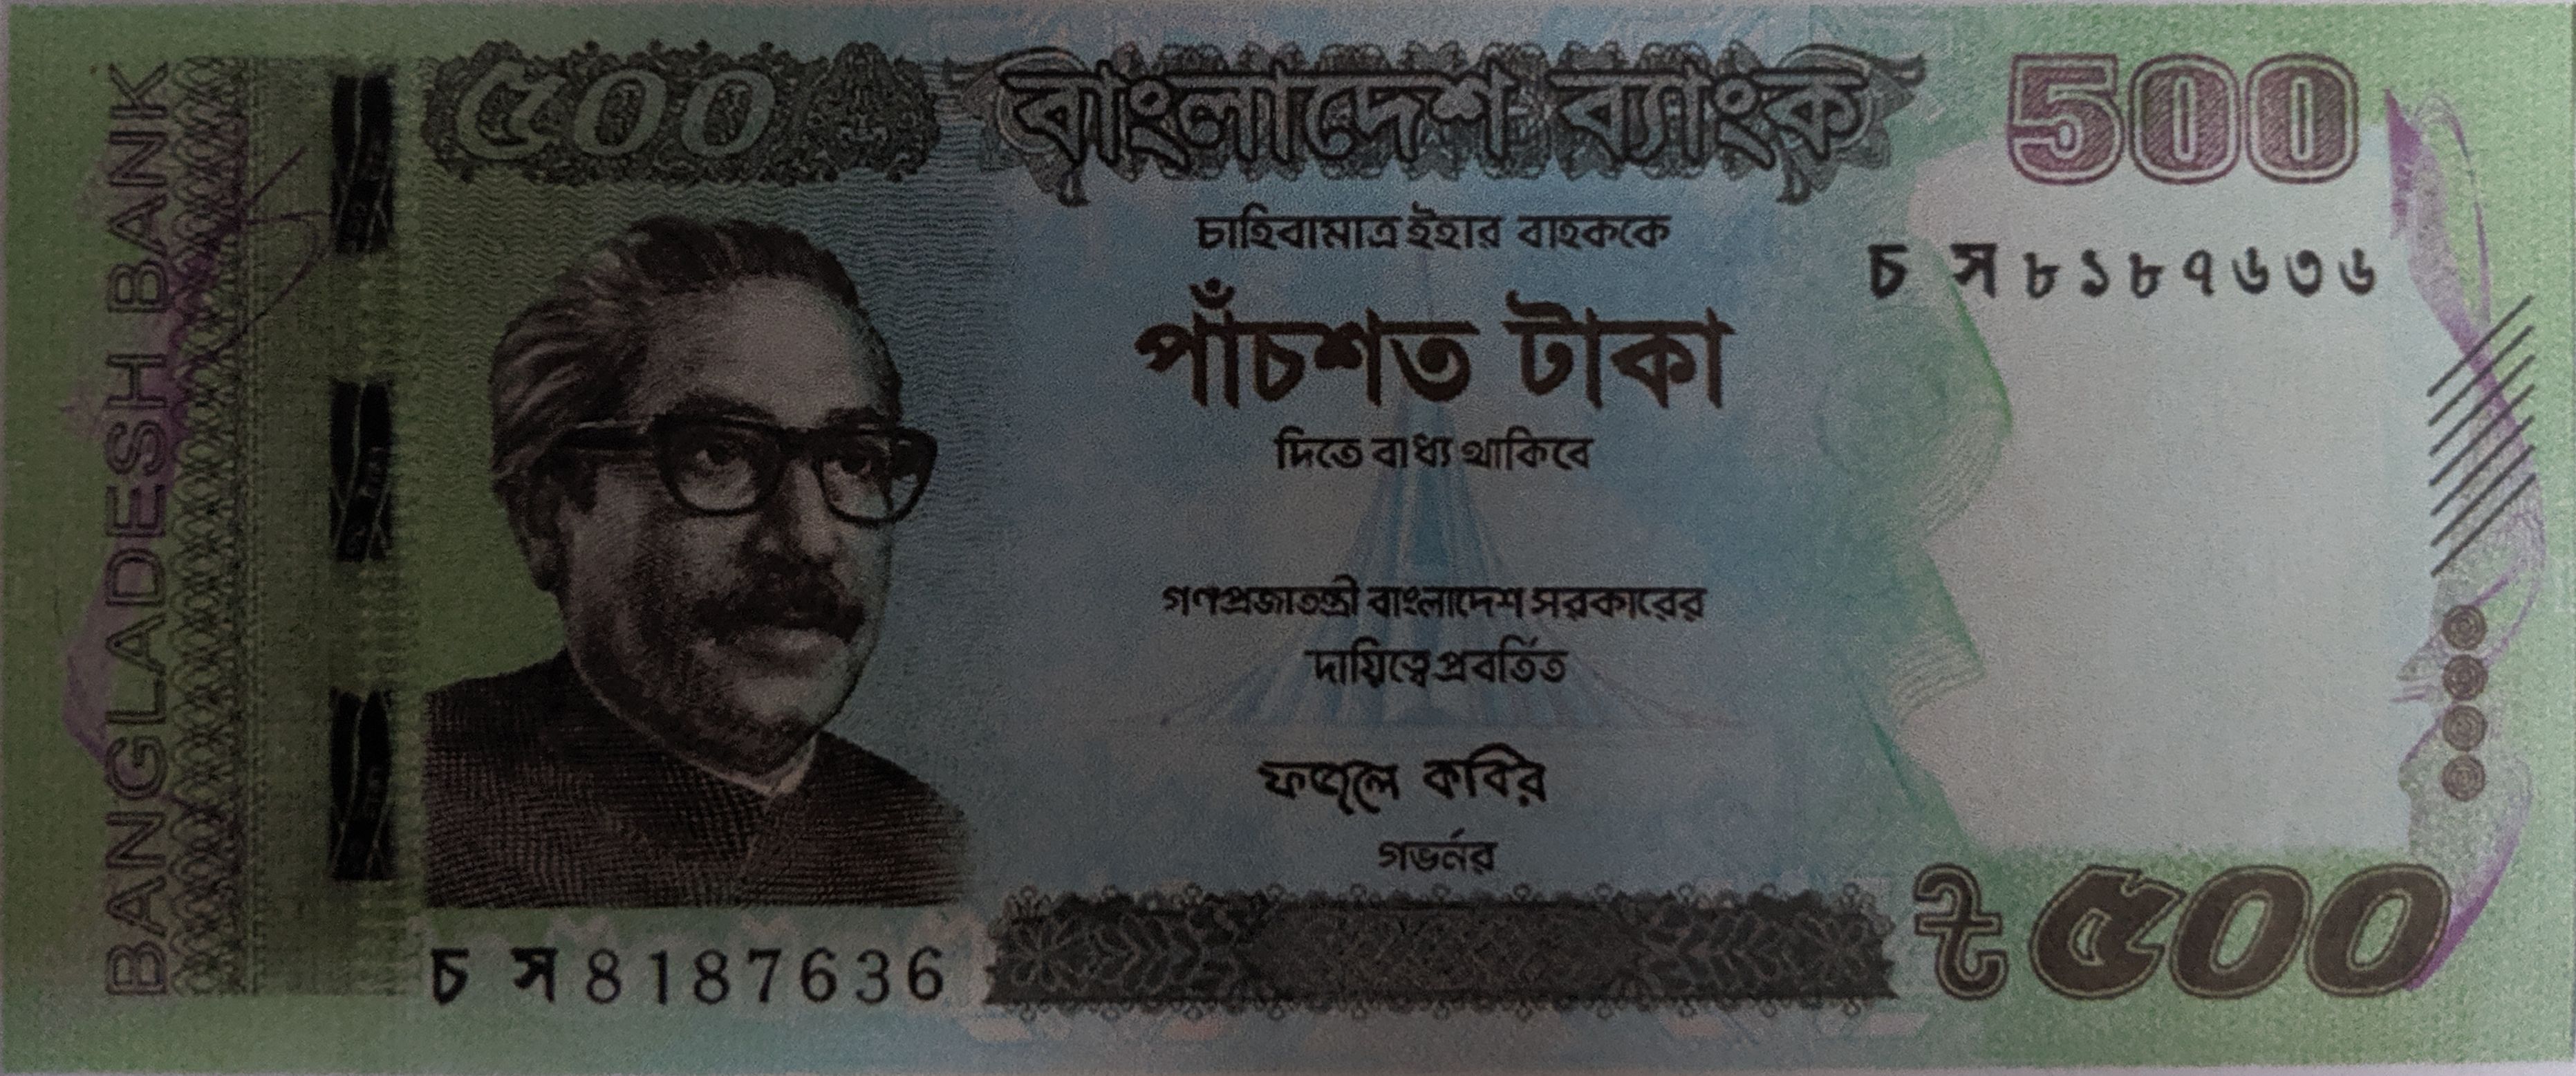 BANGLADESH BANK
৫০০
বাংলাদেশ ব্যাংক
500
চাহিবামাত্র ইহার বাহককে
চ স ৮১৮৭৬৩৬
পাঁচশত টাকা
দিতে বাধ্য থাকিবে
গণপ্রজাতন্ত্রী বাংলাদেশ সরকারের
দায়িত্বে প্রবর্তিত
ফজলে কবির
গভর্নর
চ স 8187636
৳ ৫০০